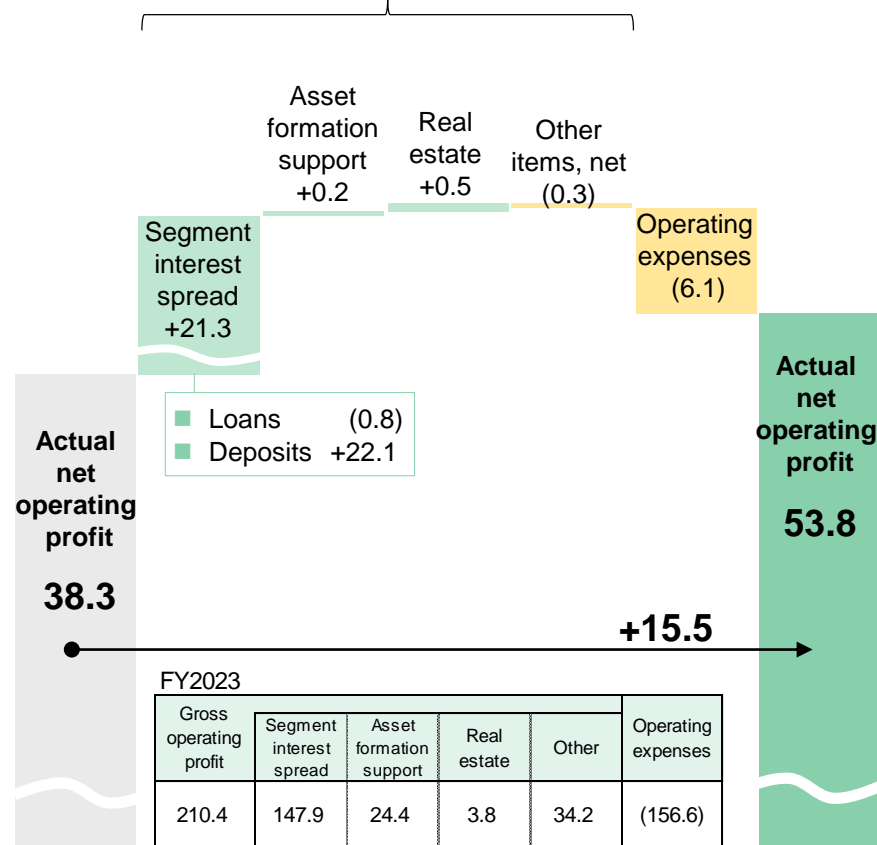 Asset
formation
support
+0.2
Real
estate
+0.5
Other
items, net
(0.3)
Segment
interest
spread
+21.3
Operating
expenses
(6.1)
Loans (0.8)
Deposits +22.1
Actual
net
operating
profit
38.3
Actual
net
operating
profit
53.8
+15.5
FY2023
Gross
operating
profit
Segment
interest
spread
Asset
formation
support
Real
estate
Other
Operating
expenses
210.4 147.9 24.4 3.8 34.2 (156.6)